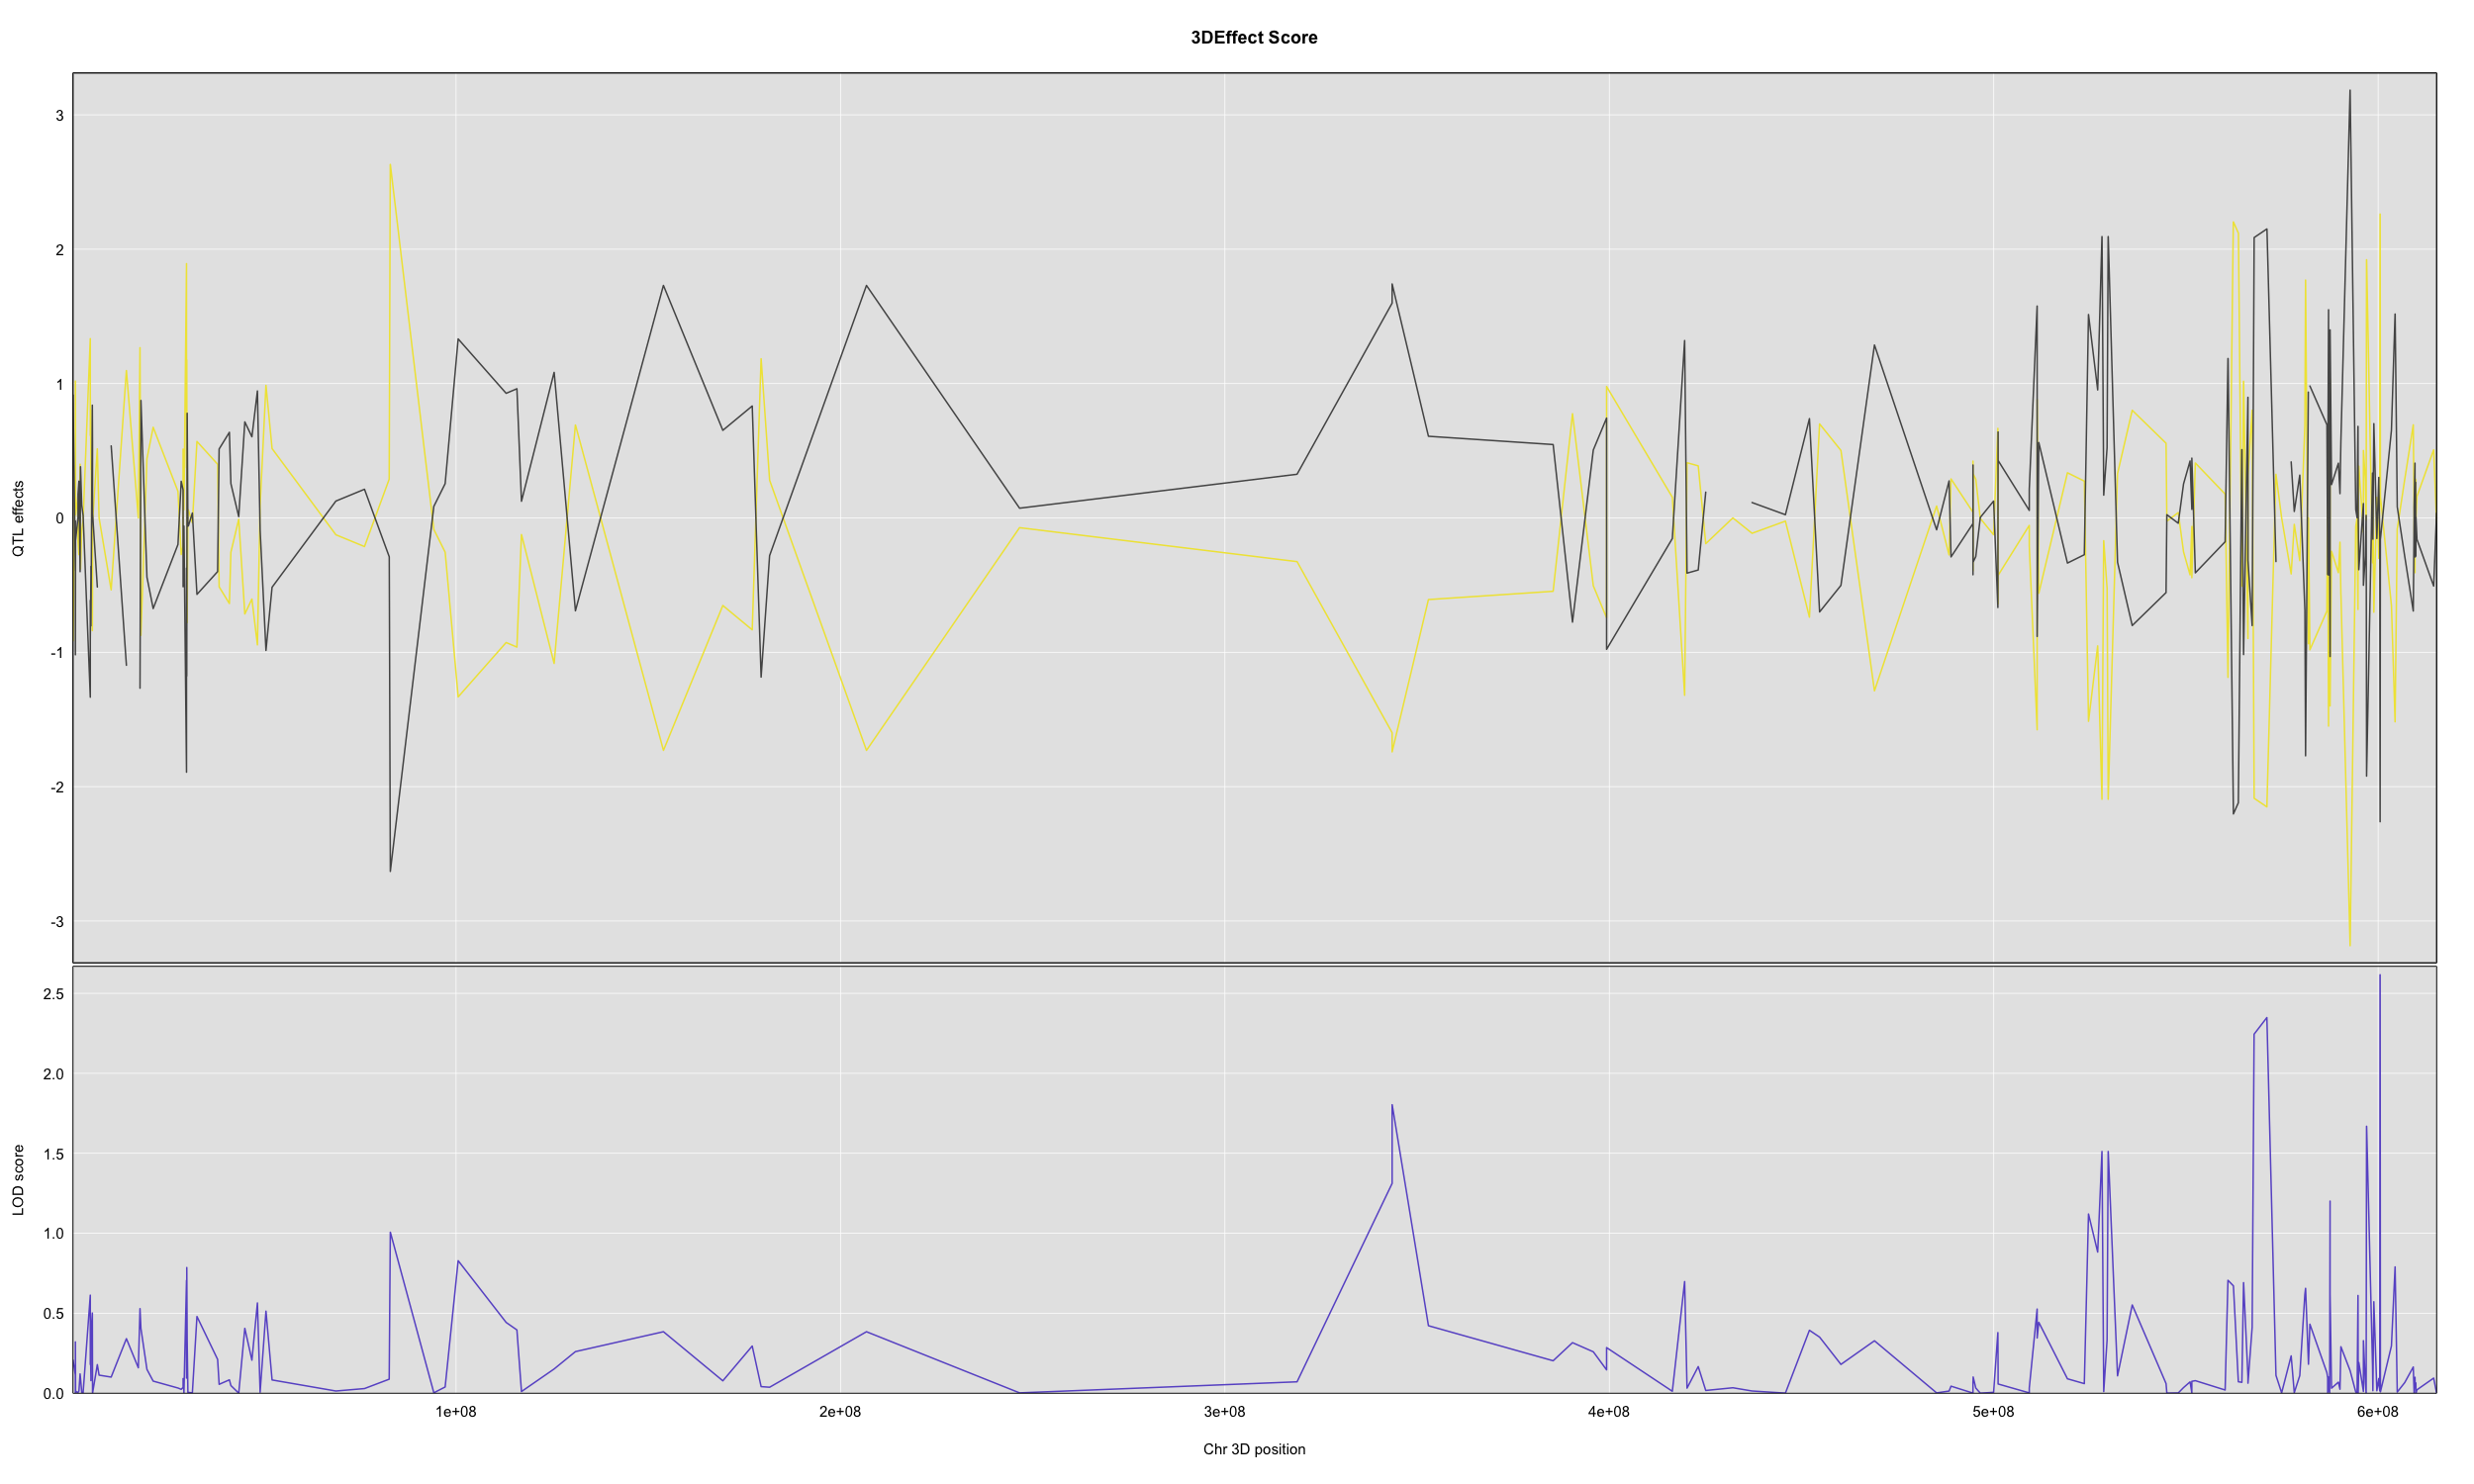 3DEffect Score
QTL effects
3
2
1
0
-1
-2
-3
LOD score
2.5
2.0
1.5
1.0
0.5
0.0
1e+08
2e+08
3e+08
4e+08
5e+08
6e+08
Chr 3D position